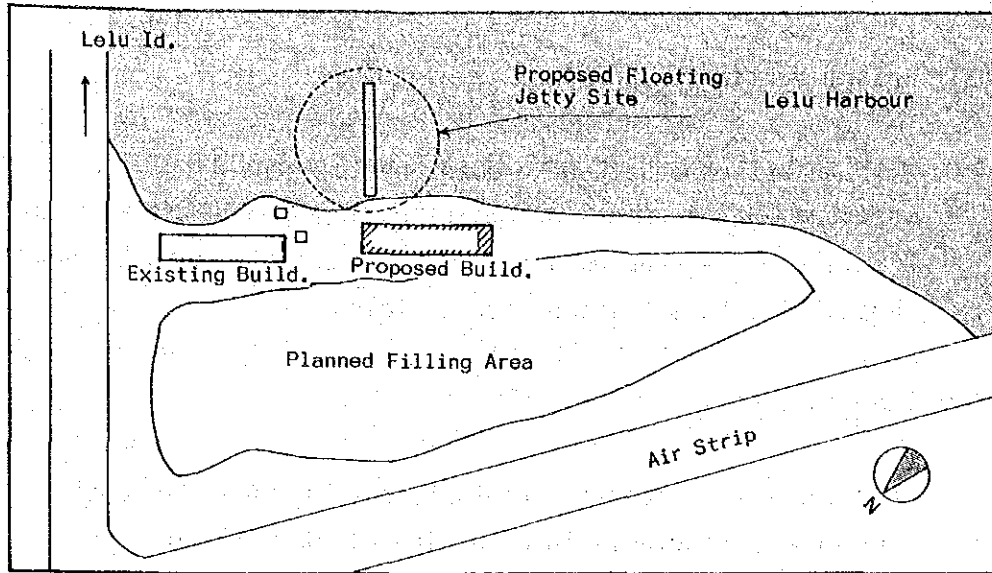 Lelu Id.
Proposed Floating
Jetty Site
Lelu Harbour
Existing Build.
Proposed Build.
Planned Filling Area
Air Strip
N